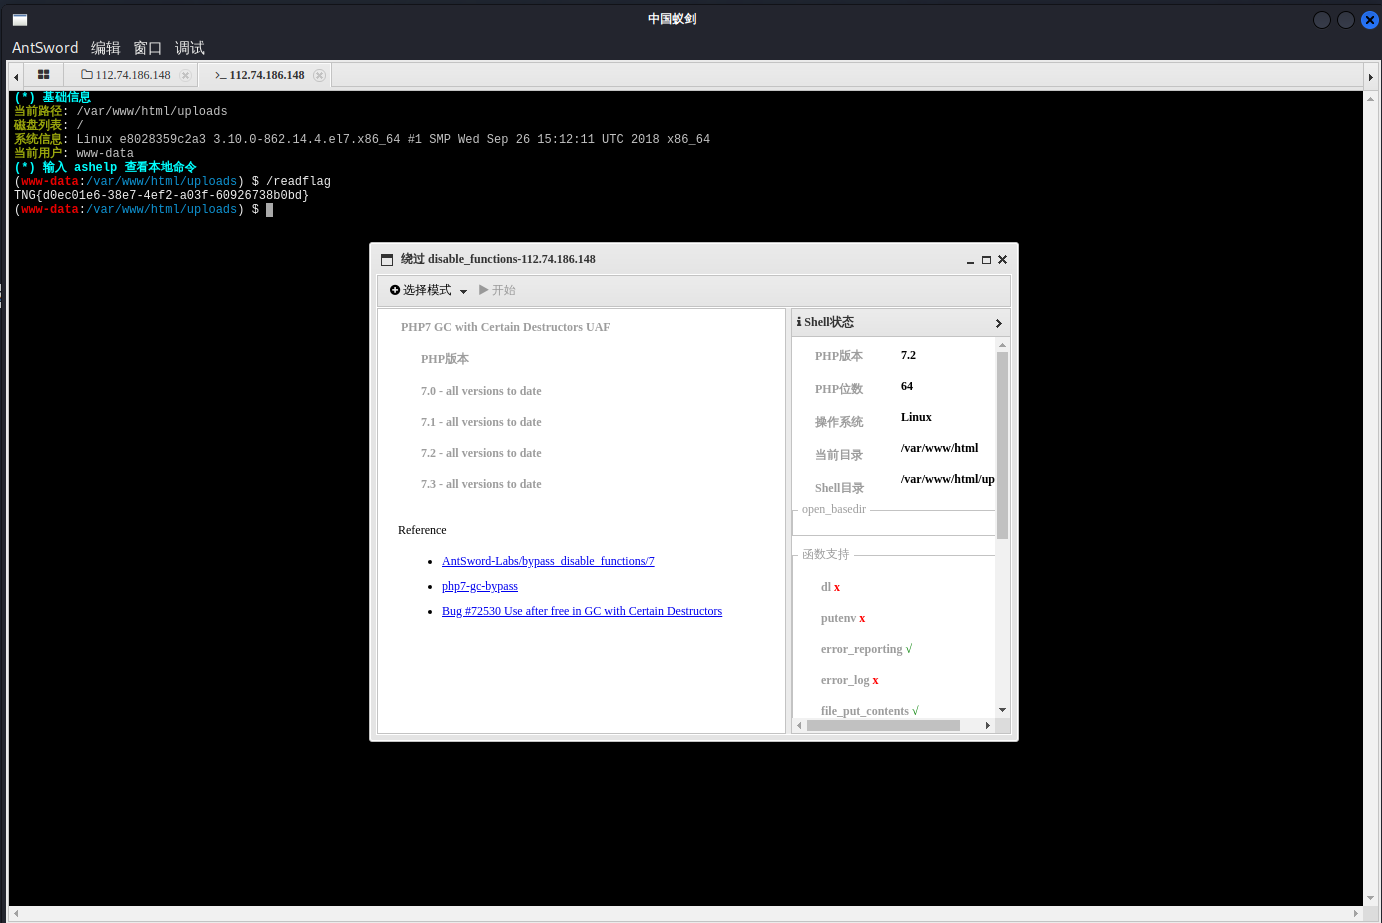 中国蚁剑
AntSword 编辑 窗口 调试
112.74.186.148 >_ 112.74.186.148
(*) 基础信息
当前路径: /var/www/html/uploads
磁盘列表: /
系统信息: Linux e8028359c2a3 3.10.0-862.14.4.el7.x86_64 #1 SMP Wed Sep 26 15:12:11 UTC 2018 x86_64
当前用户: www-data
(*) 输入 ashelp 查看本地命令
(www-data:/var/www/html/uploads) $ /readflag
TNG{d0ec01e6-38e7-4ef2-a03f-60926738b0bd}
(www-data:/var/www/html/uploads) $
绕过 disable_functions-112.74.186.148
选择模式 开始
PHP7 GC with Certain Destructors UAF
PHP版本
7.0 - all versions to date
7.1 - all versions to date
7.2 - all versions to date
7.3 - all versions to date
Reference
AntSword-Labs/bypass_disable_functions/7
php7-gc-bypass
Bug #72530 Use after free in GC with Certain Destructors
Shell状态
PHP版本 7.2
PHP位数 64
操作系统 Linux
当前目录 /var/www/html
Shell目录 /var/www/html/up
open_basedir
函数支持
dl x
putenv x
error_reporting √
error_log x
file_put_contents √